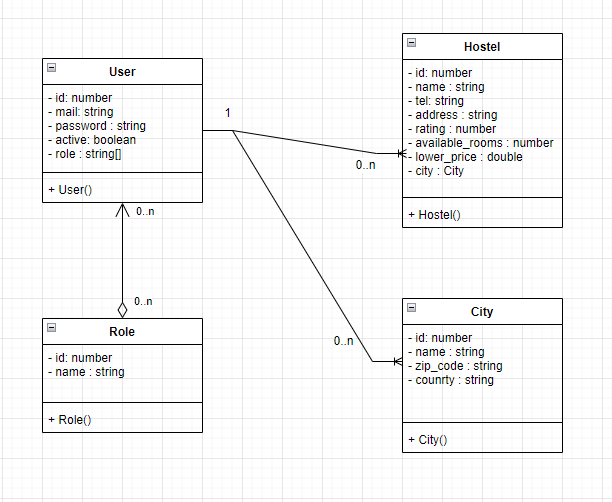 User
- id: number
- mail: string
- password : string
- active: boolean
- role : string[]
+ User()
1
0..n
Hostel
- id: number
- name : string
- tel: string
- address : string
- rating : number
- available_rooms : number
- lower_price : double
- city : City
+ Hostel()
0..n
0..n
Role
- id: number
- name : string
+ Role()
0..n
City
- id: number
- name : string
- zip_code : string
- counrty : string
+ City()